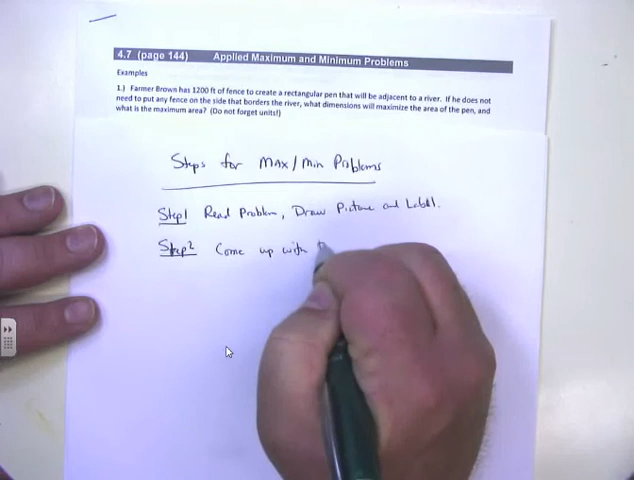 4.7 (page 144) Applied Maximum and Minimum Problems
Examples
1.) Farmer Brown has 1200 ft of fence to create a rectangular pen that will be adjacent to a river. If he does not
need to put any fence on the side that borders the river, what dimensions will maximize the area of the pen, and
what is the maximum area? (Do not forget units!)
Steps for Max/Min Problems
Step1 Read Problem, Draw Picture and Label.
Step2 Come up with